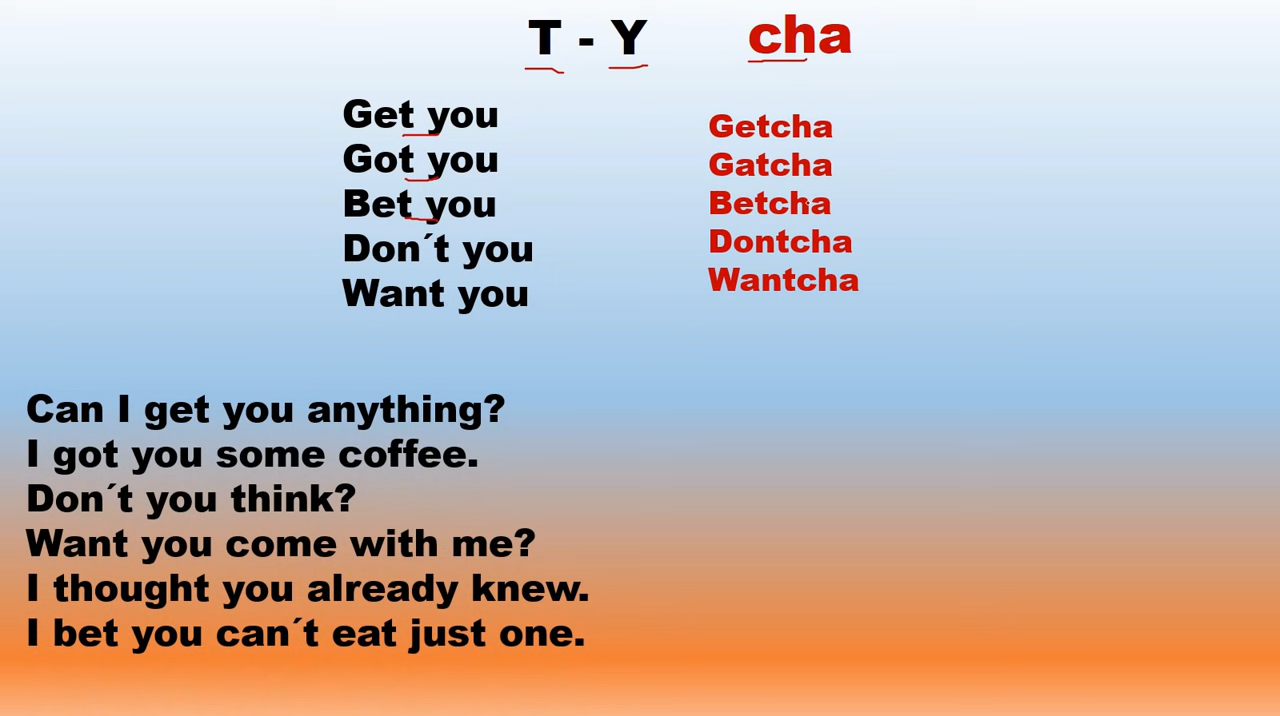 T - Y cha
Get you
Got you
Bet you
Don´t you
Want you
Getcha
Gatcha
Betcha
Dontcha
Wantcha
Can I get you anything?
I got you some coffee.
Don´t you think?
Want you come with me?
I thought you already knew.
I bet you can´t eat just one.